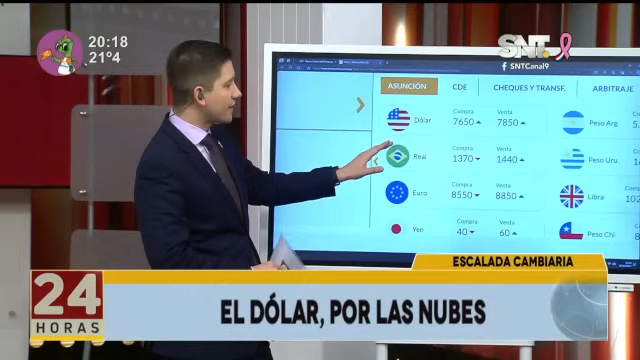 20:18
21°4
SNT
SNTCanal9
ASUNCIÓN
CDE
CHEQUES Y TRANSF.
ARBITRAJE
Compra Venta
Dólar 7650 7850
Peso Arg
Compra Venta
Real 1370 1440
Peso Uru
Compra Venta
Euro 8550 8850
Libra
Compra Venta
Yen 40 60
Peso Chi
ESCALADA CAMBIARIA
24
HORAS
EL DÓLAR, POR LAS NUBES